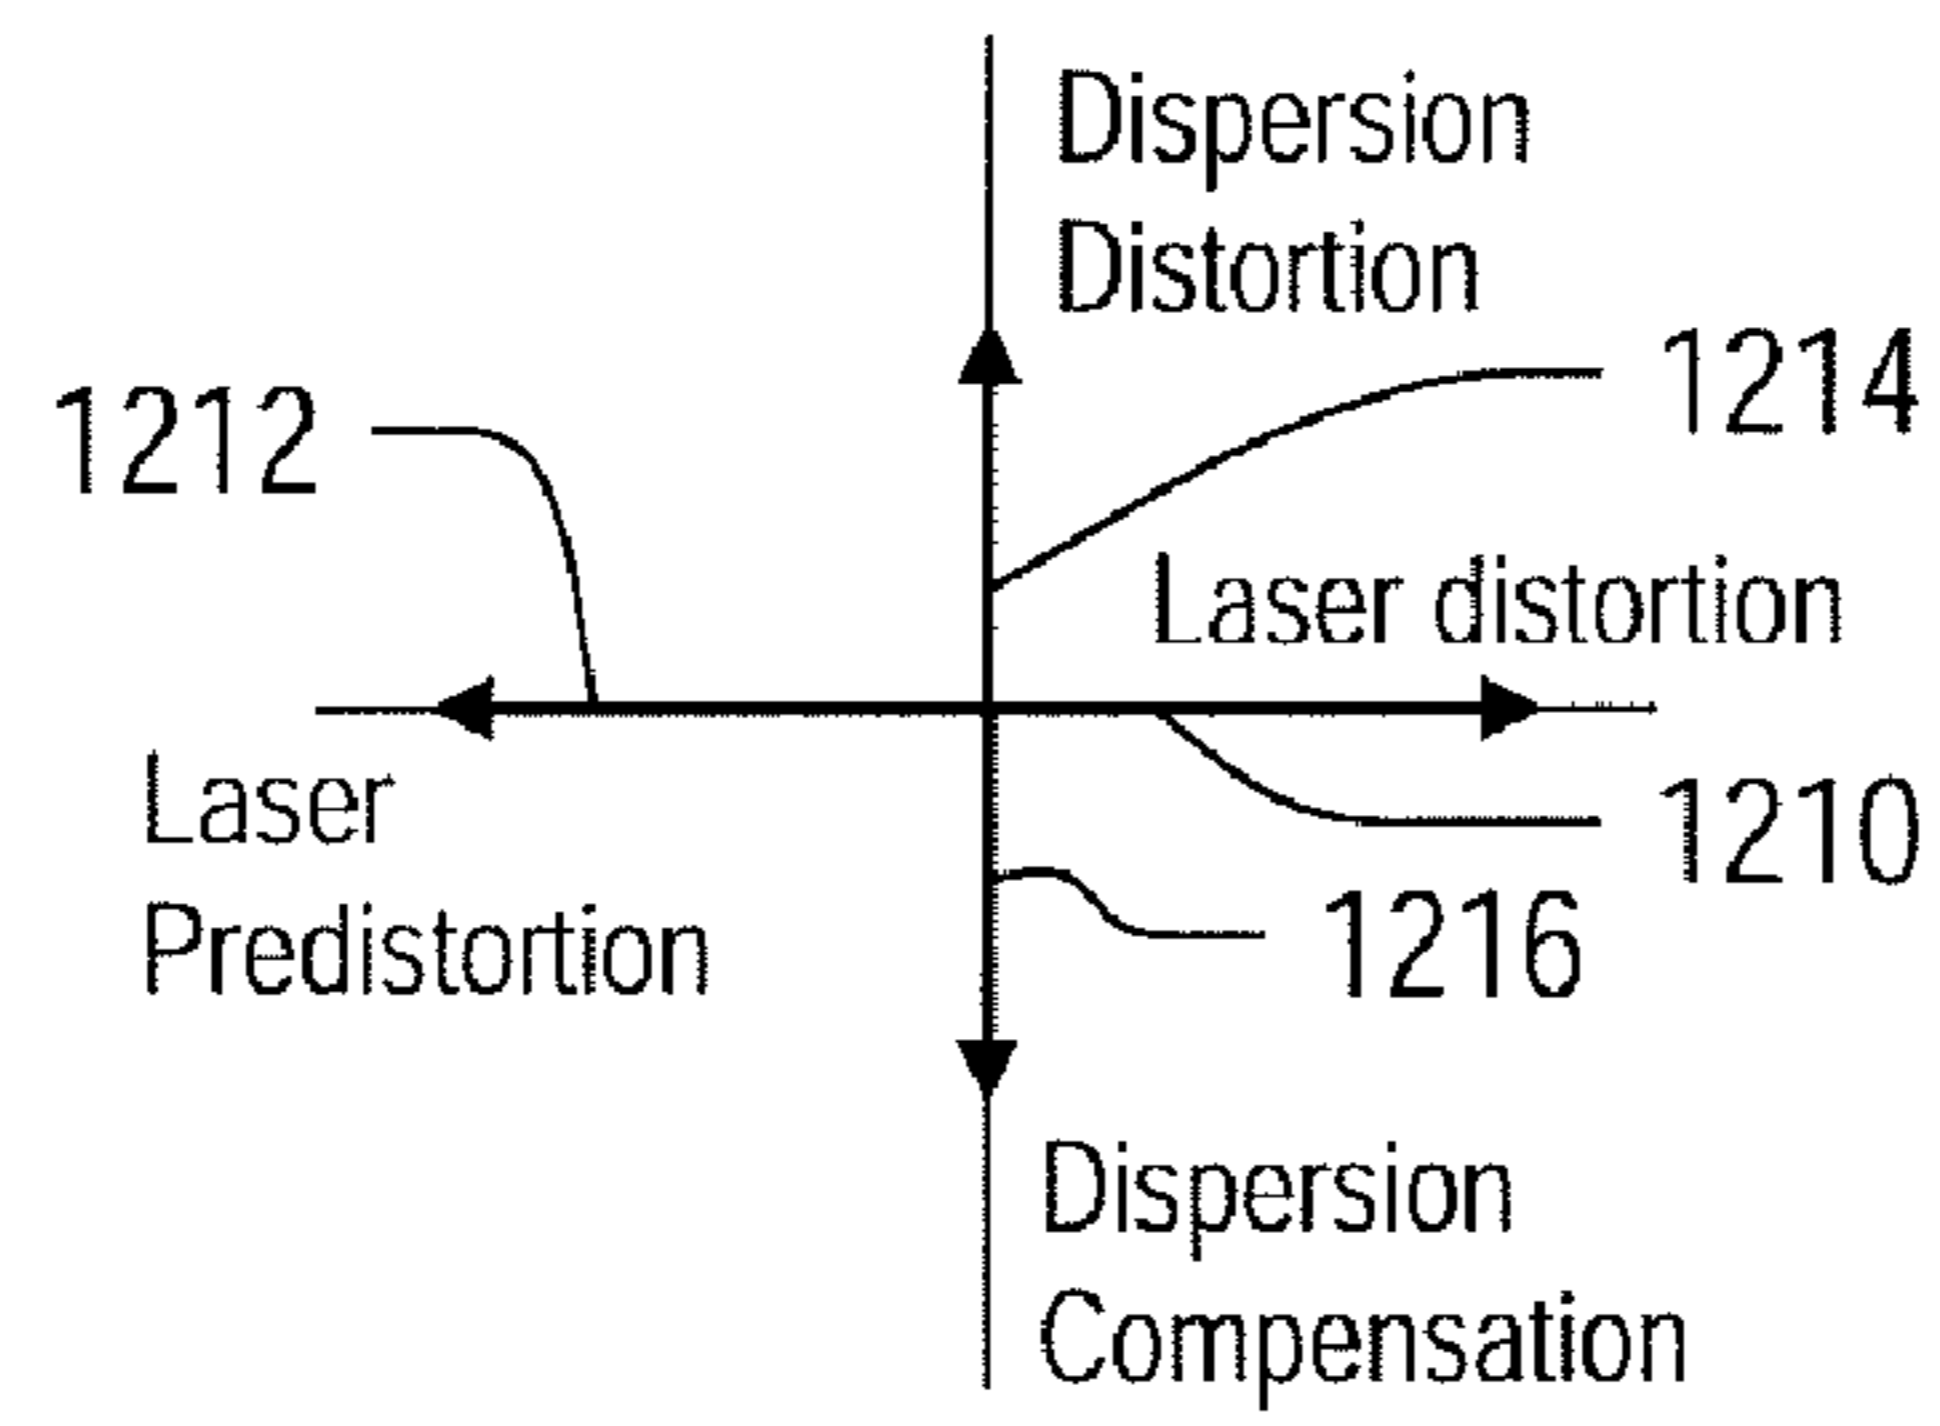 Dispersion
Distortion
1214
1212
Laser distortion
Laser
Predistortion
1210
1216
Dispersion
Compensation